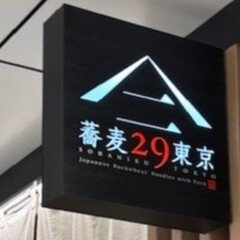 蕎麦29東京
SOBANIKU TOKYO
Japanese Buckwheat Noodles with Pork